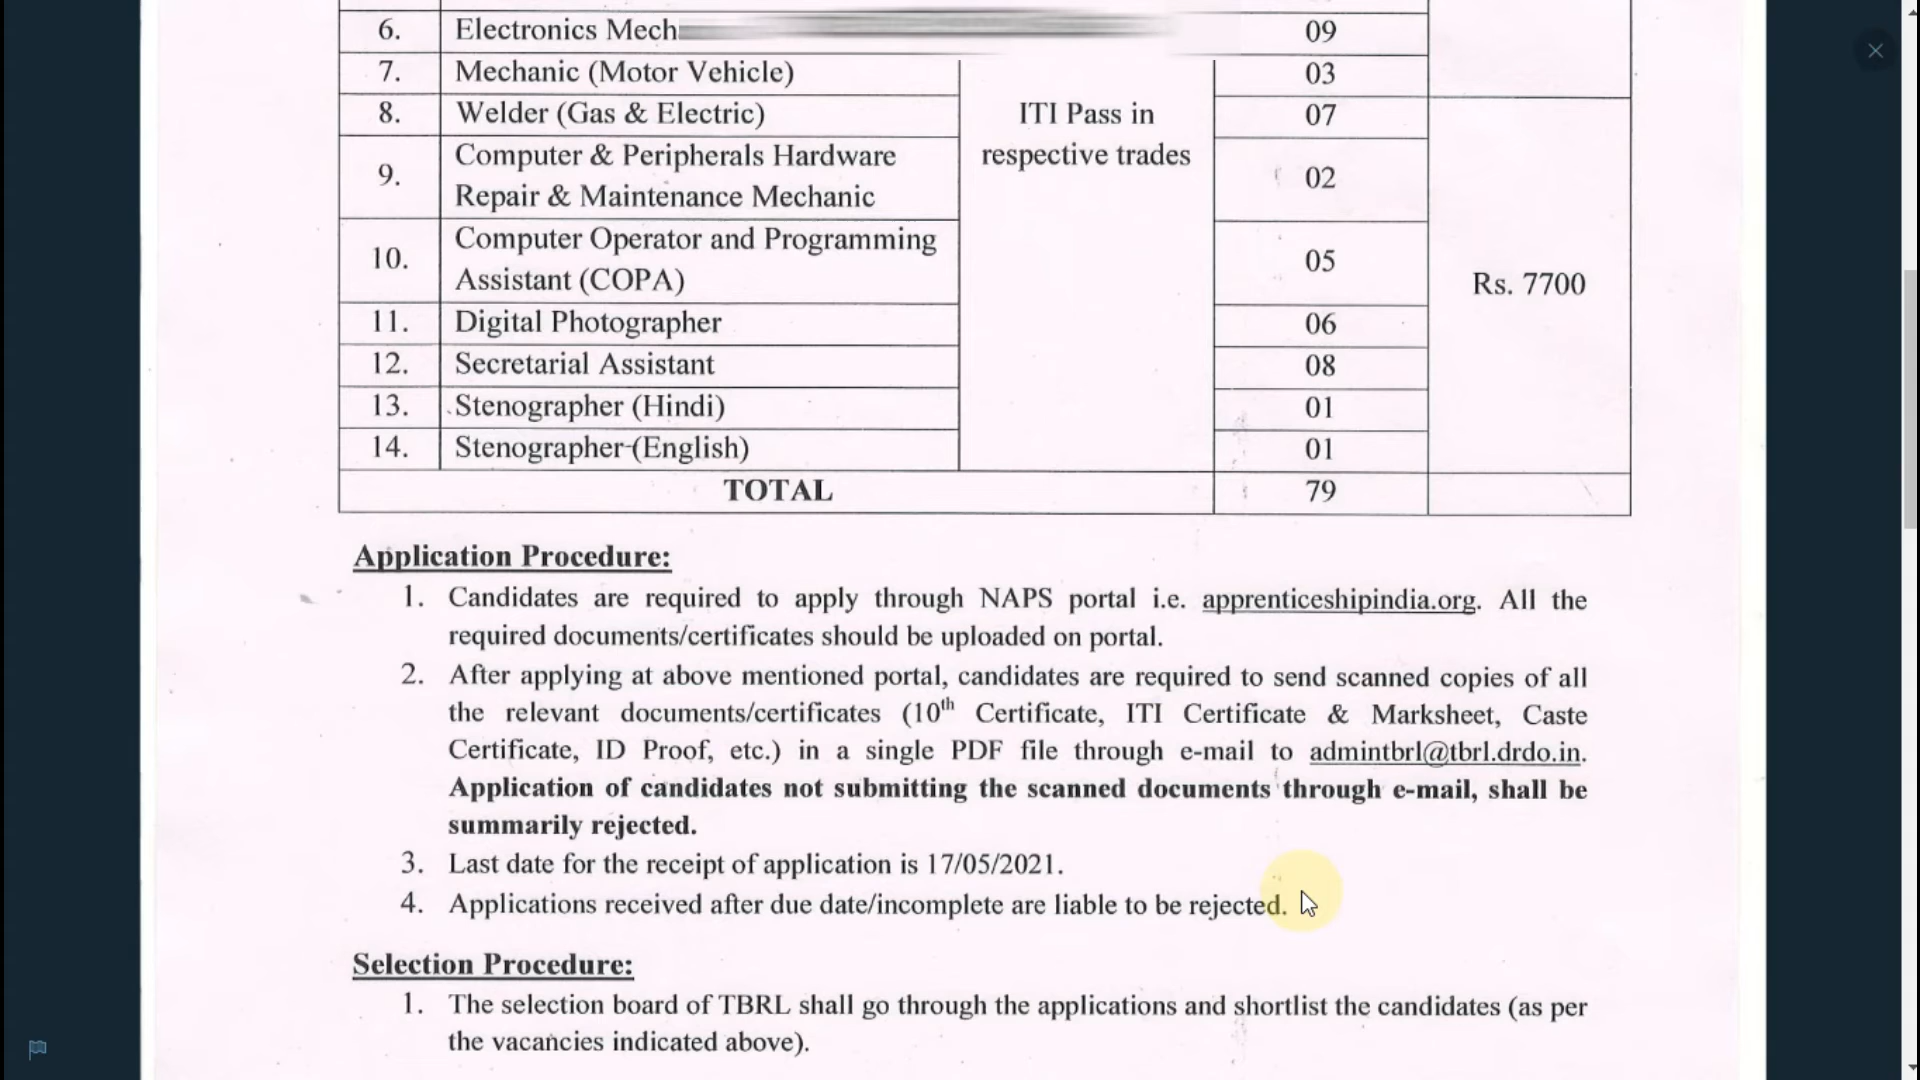 6. Electronics Mech 09
7. Mechanic (Motor Vehicle) 03
8. Welder (Gas & Electric) ITI Pass in 07
Computer & Peripherals Hardware respective trades
9. 02
Repair & Maintenance Mechanic
Computer Operator and Programming
10. 05
Assistant (COPA) Rs. 7700
11. Digital Photographer 06
12. Secretarial Assistant 08
13. Stenographer (Hindi) 01
14. Stenographer (English) 01
TOTAL 79
Application Procedure:
1. Candidates are required to apply through NAPS portal i.e. apprenticeshipindia.org. All the
required documents/certificates should be uploaded on portal.
2. After applying at above mentioned portal, candidates are required to send scanned copies of all
the relevant documents/certificates (10th Certificate, ITI Certificate & Marksheet, Caste
Certificate, ID Proof, etc.) in a single PDF file through e-mail to admintbrl@tbrl.drdo.in.
Application of candidates not submitting the scanned documents through e-mail, shall be
summarily rejected.
3. Last date for the receipt of application is 17/05/2021.
4. Applications received after due date/incomplete are liable to be rejected.
Selection Procedure:
1. The selection board of TBRL shall go through the applications and shortlist the candidates (as per
the vacancies indicated above).